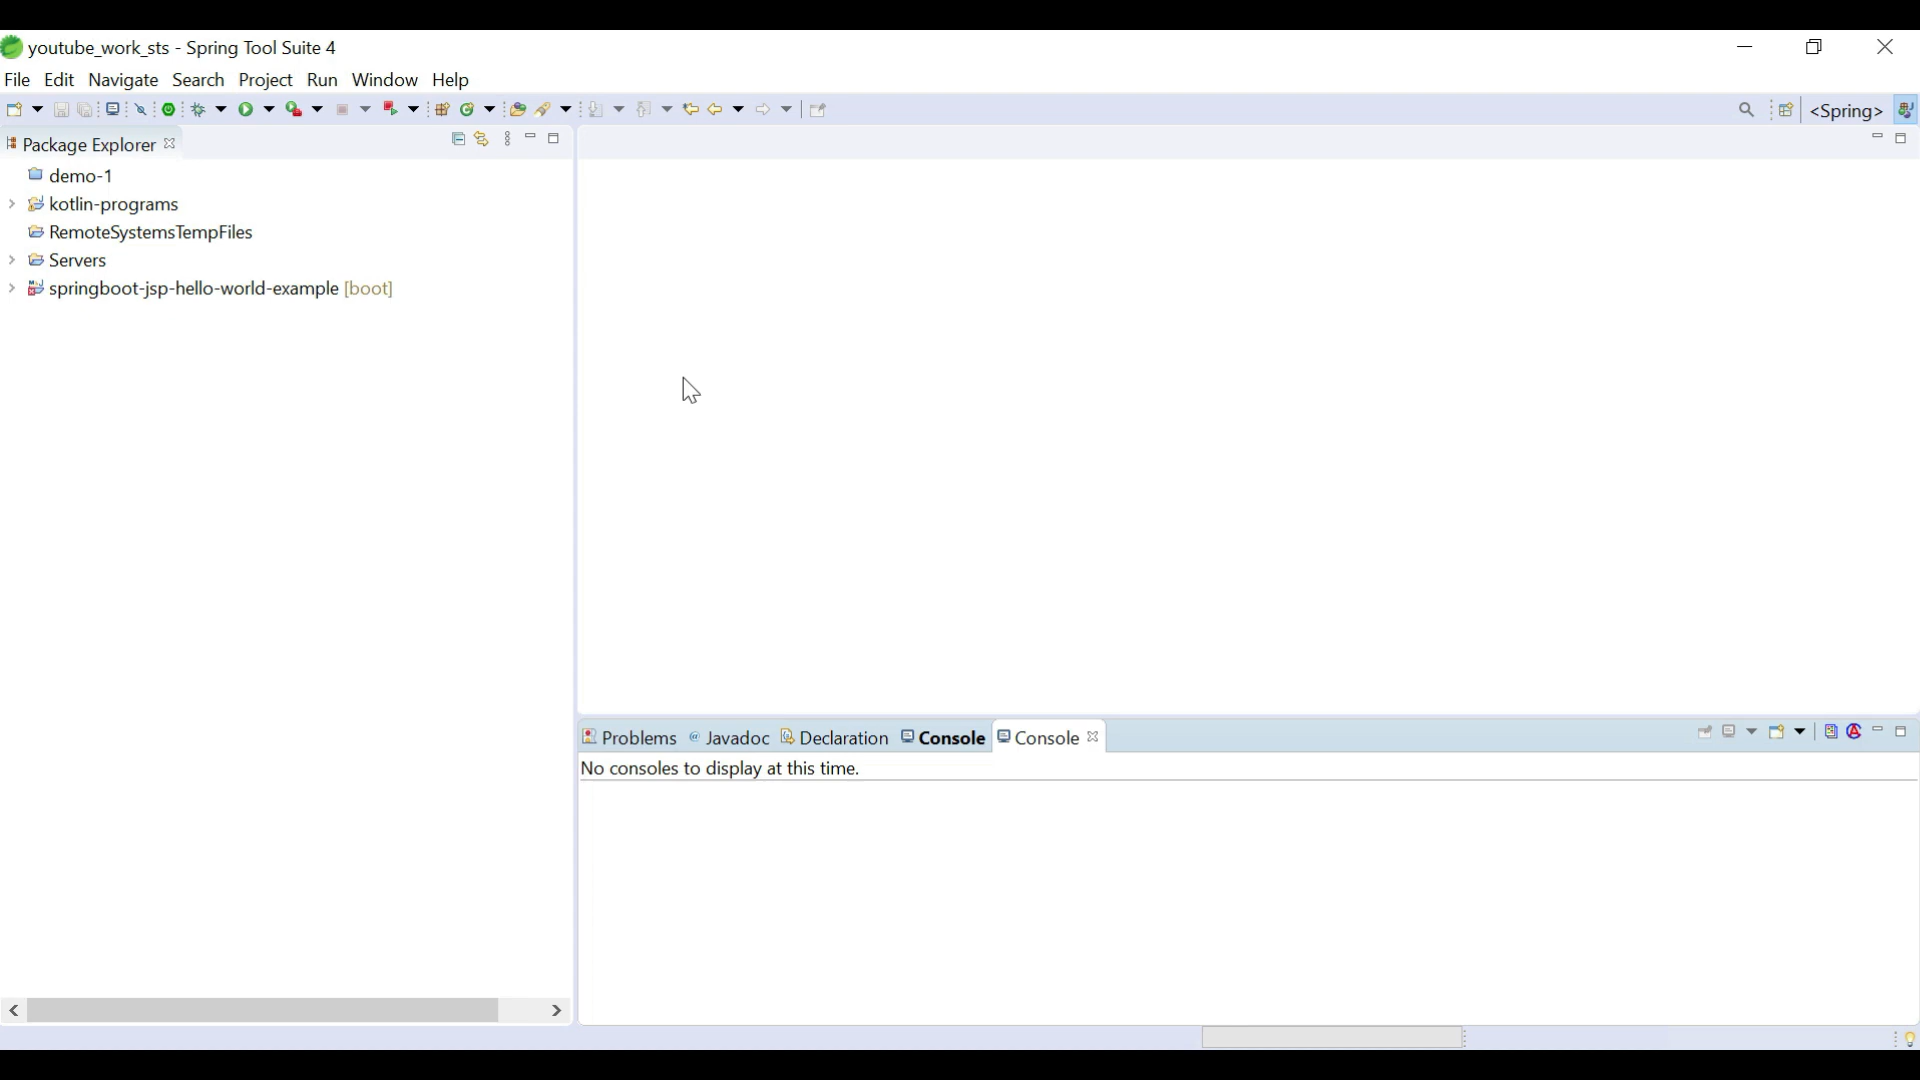 youtube_work_sts - Spring Tool Suite 4
File Edit Navigate Search Project Run Window Help
<Spring>
Package Explorer
demo-1
kotlin-programs
RemoteSystemsTempFiles
Servers
springboot-jsp-hello-world-example [boot]
Problems @ Javadoc Declaration Console Console
No consoles to display at this time.